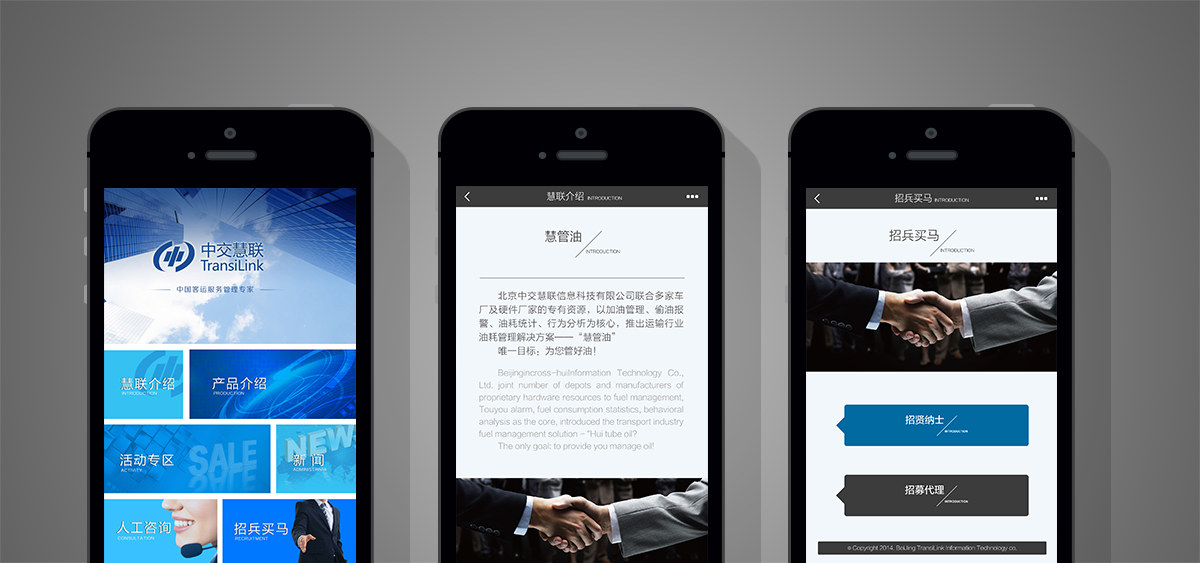 中交慧联
TransiLink
中国客运服务管理专家
慧联介绍
INTRODUCTION
产品介绍
PRODUCTION
活动专区
ACTIVITY
SALE
NEW
新 闻
人工咨询
CONSULTATION
招兵买马
RECRUITMENT
慧联介绍 INTRODUCTION
慧管油
INTRODUCTION
北京中交慧联信息科技有限公司联合多家车
厂及硬件厂家的专有资源，以加油管理、偷油报
警、油耗统计、行为分析为核心，推出运输行业
油耗管理解决方案——“慧管油”
唯一目标：为您管好油！
Beijingincross-huiInformation Technology Co.,
Ltd. joint number of depots and manufacturers of
proprietary hardware resources to fuel management,
Touyou alarm, fuel consumption statistics, behavioral
analysis as the core, introduced the transport industry
fuel management solution - "Hui tube oil?
The only goal: to provide you manage oil!
招兵买马 INTRODUCTION
招兵买马
INTRODUCTION
招贤纳士
INTRODUCTION
招募代理
INTRODUCTION
© Copyright 2014. BeiJing TransiLink Information Technology co.